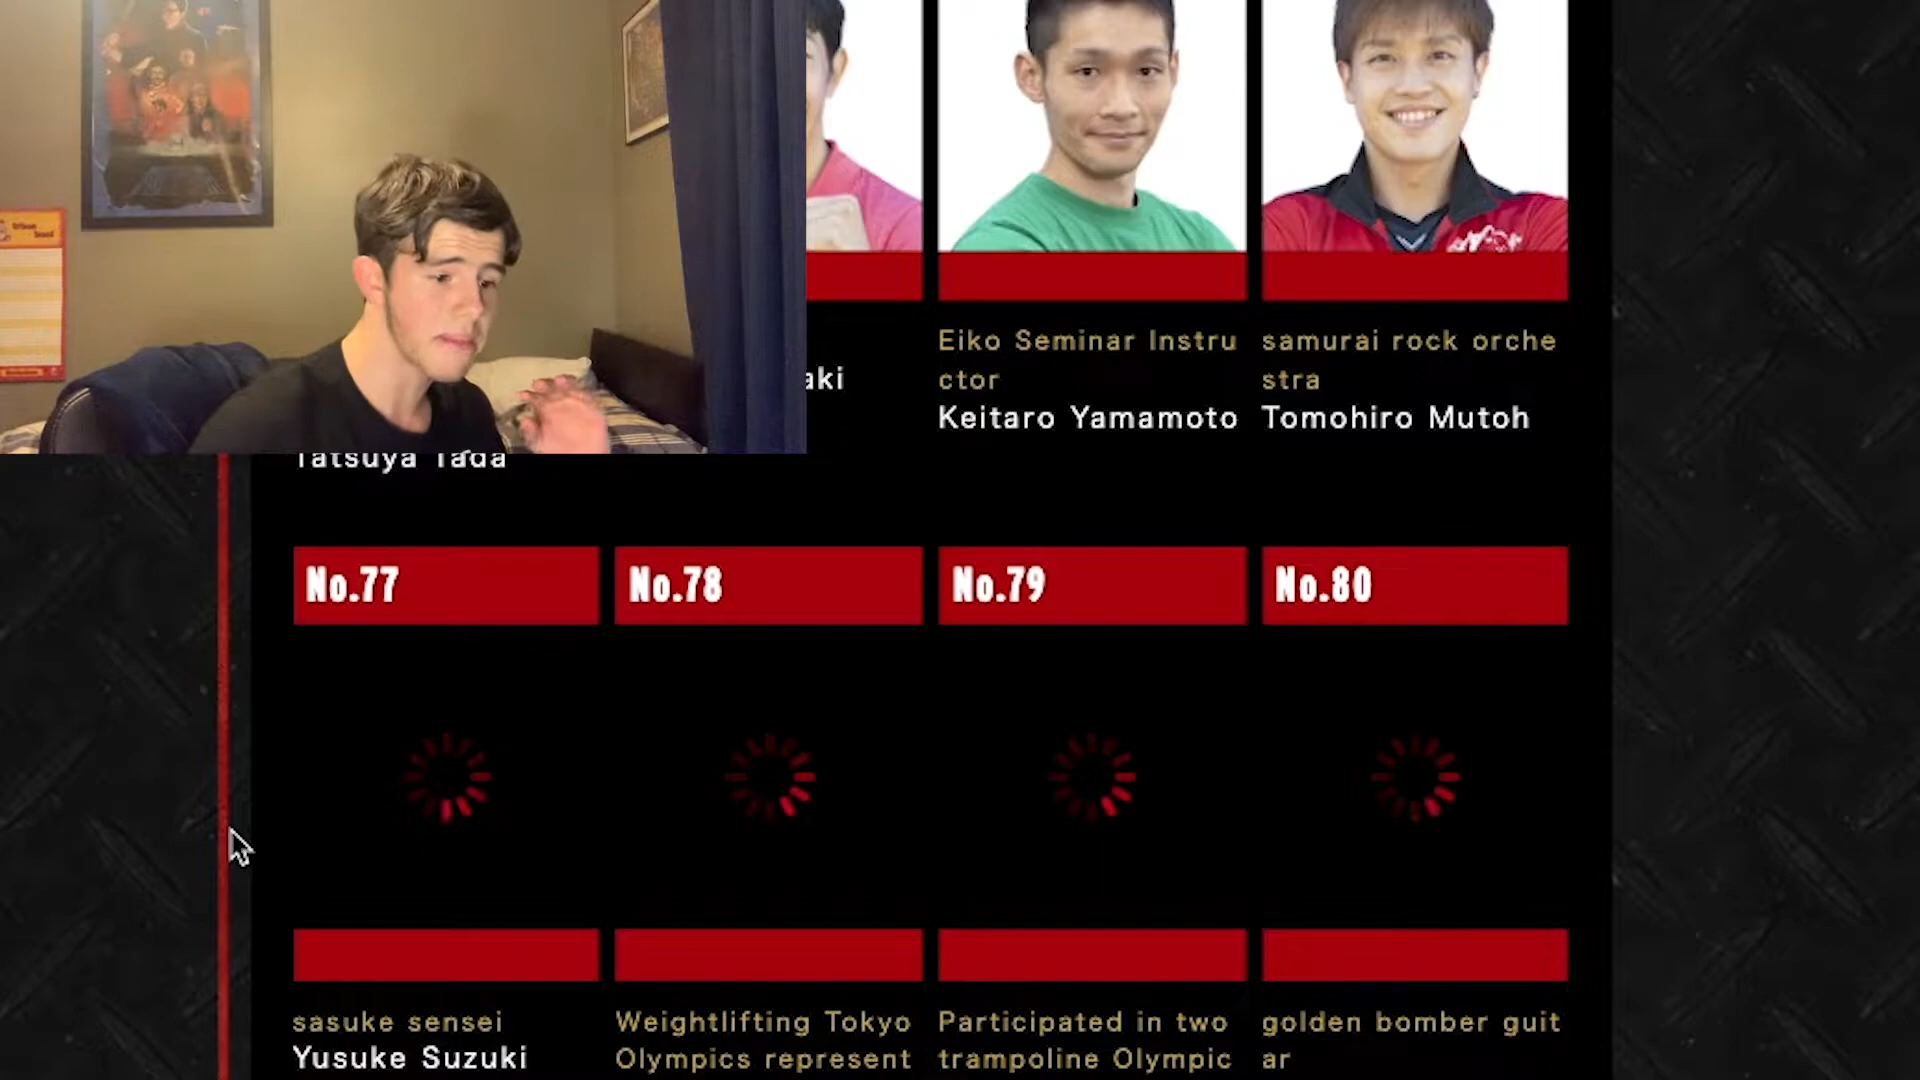 Eiko Seminar Instru
ctor
Keitaro Yamamoto
samurai rock orche
stra
Tomohiro Mutoh
aki
Tatsuya Tada
No.77
No.78
No.79
No.80
sasuke sensei
Yusuke Suzuki
Weightlifting Tokyo
Olympics represent
Participated in two
trampoline Olympic
golden bomber guit
ar